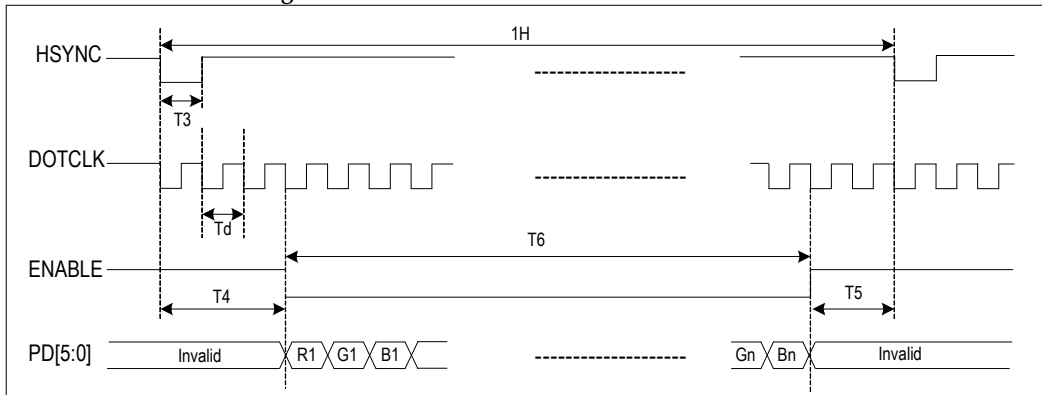 1H
HSYNC
T3
DOTCLK
Td
T6
ENABLE
T4
T5
PD[5:0] Invalid R1 G1 B1 Gn Bn Invalid